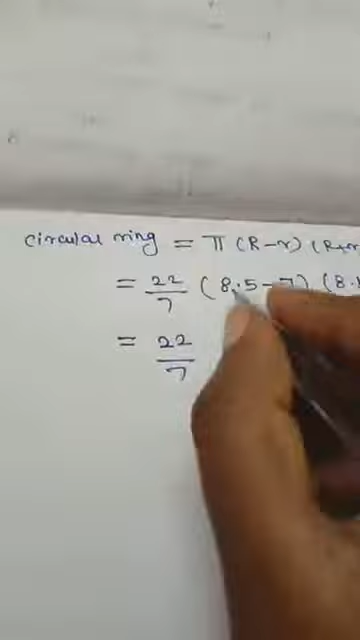 circular ring = π (R-r) (R+r
= 22/7 (8.5-7) (8.
= 22/7